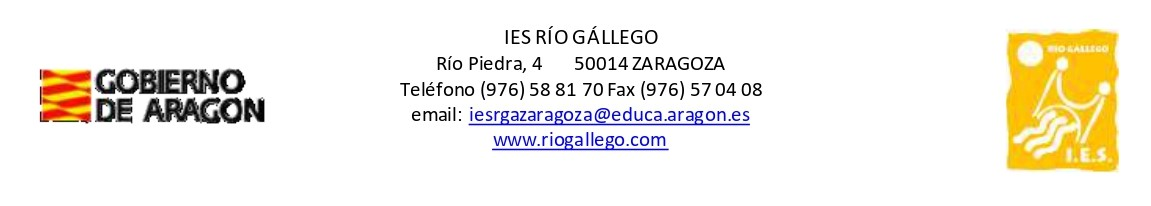 IES RÍO GÁLLEGO
Río Piedra, 4 50014 ZARAGOZA
Teléfono (976) 58 81 70 Fax (976) 57 04 08
email: iesrgazaragoza@educa.aragon.es
www.riogallego.com
GOBIERNO
DE ARAGON
RIO GALLEGO
I.E.S.